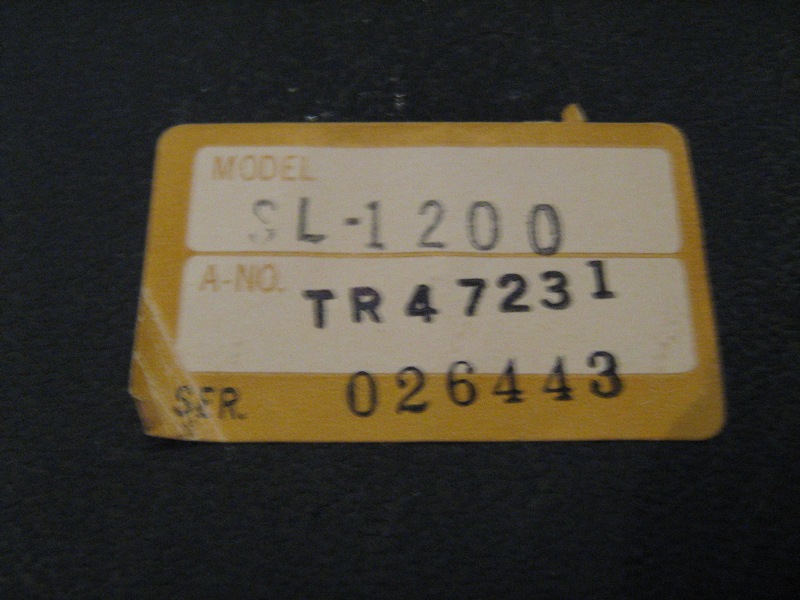 MODEL
SL-1200
A-NO. TR47231
SER. 026443